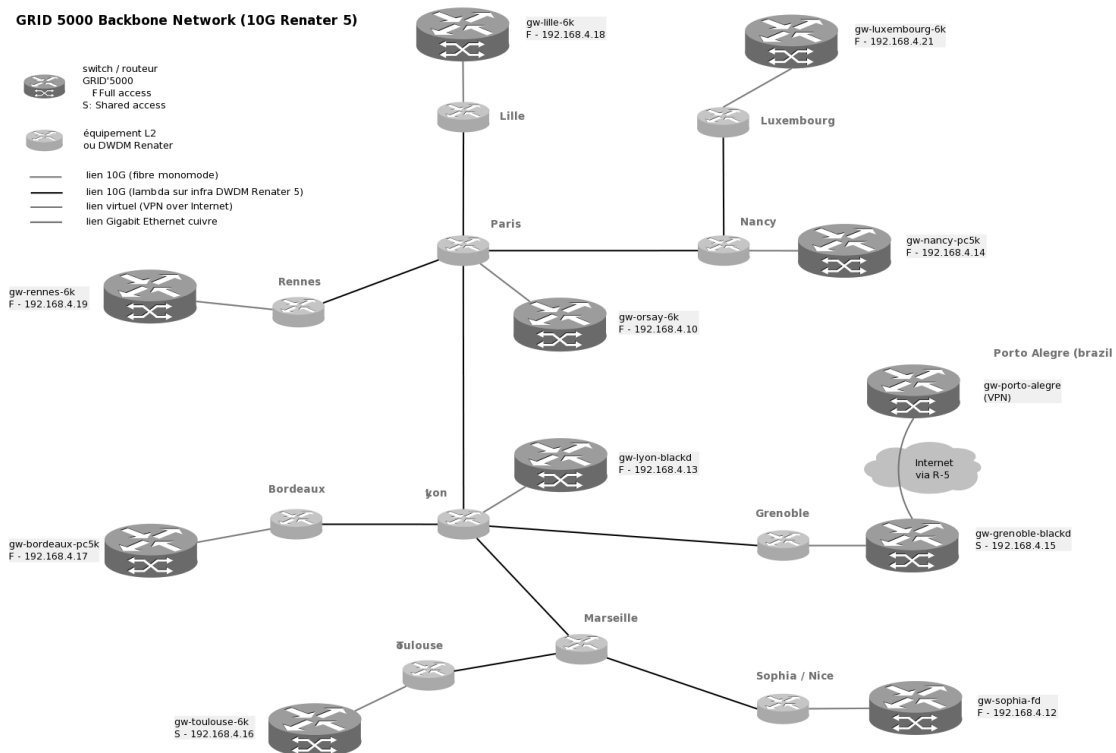 GRID 5000 Backbone Network (10G Renater 5)
switch / routeur
GRID'5000
F Full access
S: Shared access
équipement L2
ou DWDM Renater
lien 10G (fibre monomode)
lien 10G (lambda sur infra DWDM Renater 5)
lien virtuel (VPN over Internet)
lien Gigabit Ethernet cuivre
gw-lille-6k
F - 192.168.4.18
gw-luxembourg-6k
F - 192.168.4.21
Lille
Luxembourg
Paris
Nancy
gw-nancy-pc5k
F - 192.168.4.14
Rennes
gw-rennes-6k
F - 192.168.4.19
gw-orsay-6k
F - 192.168.4.10
Porto Alegre (brazil
gw-porto-alegre
(VPN)
gw-lyon-blackd
F - 192.168.4.13
Internet
via R-5
Bordeaux
Lyon
Grenoble
gw-bordeaux-pc5k
F - 192.168.4.17
gw-grenoble-blackd
S - 192.168.4.15
Marseille
Toulouse
Sophia / Nice
gw-toulouse-6k
S - 192.168.4.16
gw-sophia-fd
F - 192.168.4.12